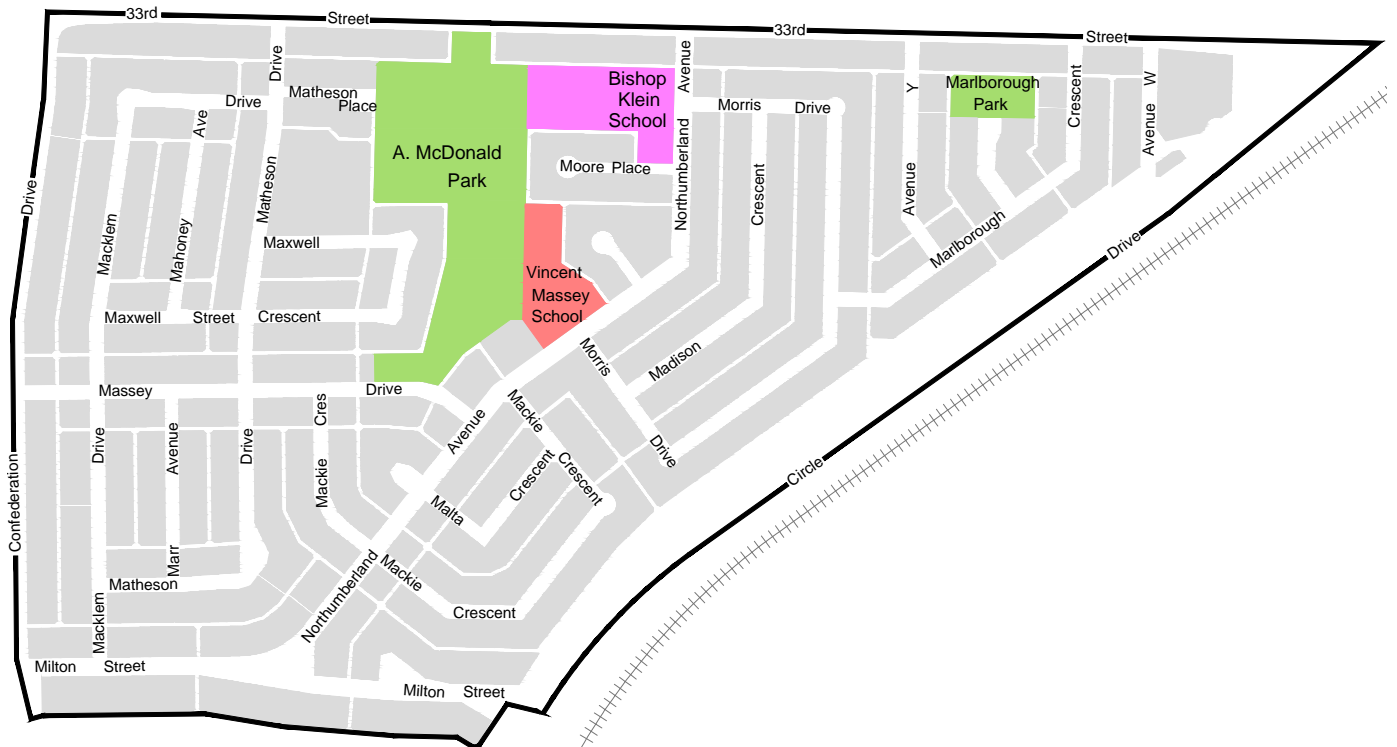 33rd Street
33rd Street
Drive
Avenue
Bishop
Klein
School
Y
Marlborough
Park
Crescent
Avenue W
Matheson
Place
Drive
Ave
Morris Drive
A. McDonald
Park
Moore Place
Northumberland
Crescent
Avenue
Drive
Macklem
Mahoney
Matheson
Maxwell
Marlborough
Drive
Vincent
Massey
School
Maxwell Street Crescent
Morris
Madison
Massey Drive
Cres
Mackie
Avenue
Drive
Circle
Drive
Avenue
Drive
Mackie
Crescent
Crescent
Malta
Confederation
Marr
Matheson
Northumberland
Mackie
Crescent
Macklem
Milton Street
Milton Street